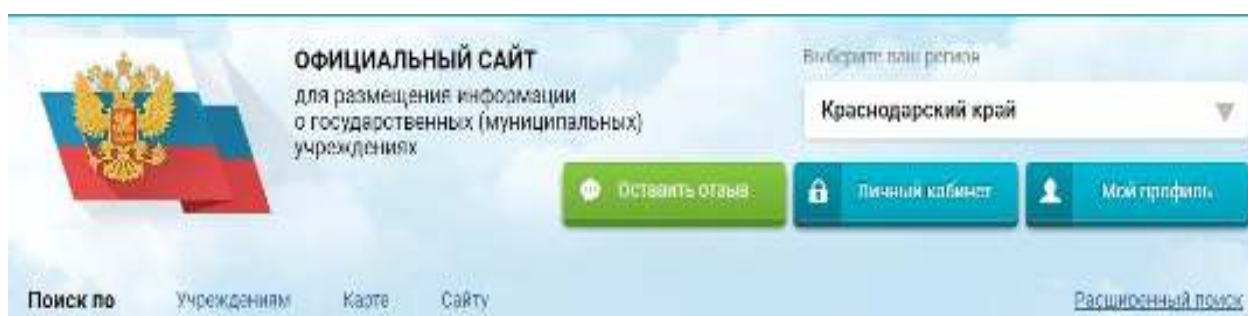 ОФИЦИАЛЬНЫЙ САЙТ
для размещения информации
о государственных (муниципальных)
учреждениях
Выберите ваш регион
Краснодарский край
Оставить отзыв
Личный кабинет
Мой профиль
Поиск по Учреждениям Карте Сайту
Расширенный поиск